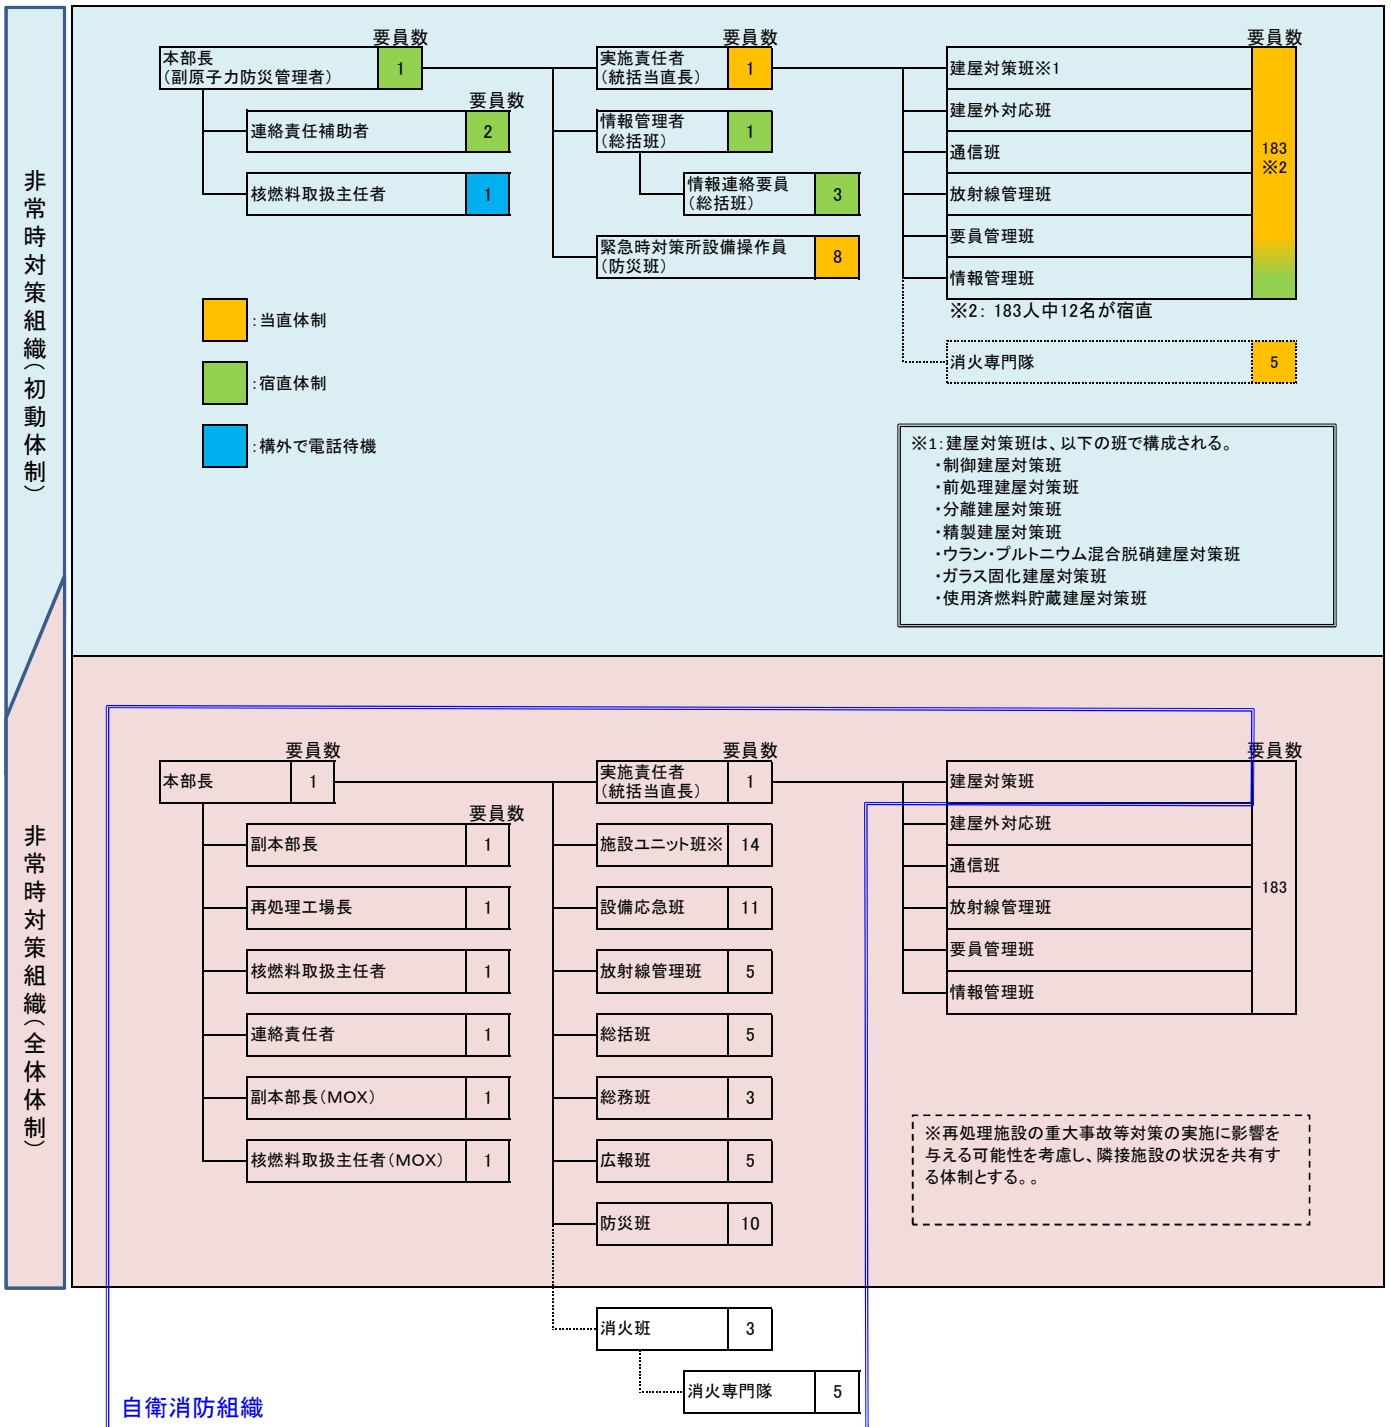 非常時対策組織（初動体制）
要員数
本部長
（副原子力防災管理者）
1
要員数
連絡責任補助者
2
核燃料取扱主任者
1
要員数
実施責任者
（統括当直長）
1
情報管理者
（総括班）
1
情報連絡要員
（総括班）
3
緊急時対策所設備操作員
（防災班）
8
要員数
建屋対策班※1
建屋外対応班
通信班
放射線管理班
要員管理班
情報管理班
183
※2
※2： 183人中12名が宿直
消火専門隊
5
：当直体制
：宿直体制
：構外で電話待機
※1：建屋対策班は、以下の班で構成される。
・制御建屋対策班
・前処理建屋対策班
・分離建屋対策班
・精製建屋対策班
・ウラン・プルトニウム混合脱硝建屋対策班
・ガラス固化建屋対策班
・使用済燃料貯蔵建屋対策班
非常時対策組織（全体体制）
要員数
本部長
1
要員数
副本部長
1
再処理工場長
1
核燃料取扱主任者
1
連絡責任者
1
副本部長（MOX）
1
核燃料取扱主任者（MOX）
1
要員数
実施責任者
（統括当直長）
1
施設ユニット班※
14
設備応急班
11
放射線管理班
5
総括班
5
総務班
3
広報班
5
防災班
10
消火班
3
消火専門隊
5
要員数
建屋対策班
建屋外対応班
通信班
放射線管理班
要員管理班
情報管理班
183
※再処理施設の重大事故等対策の実施に影響を
与える可能性を考慮し、隣接施設の状況を共有す
る体制とする。。
自衛消防組織